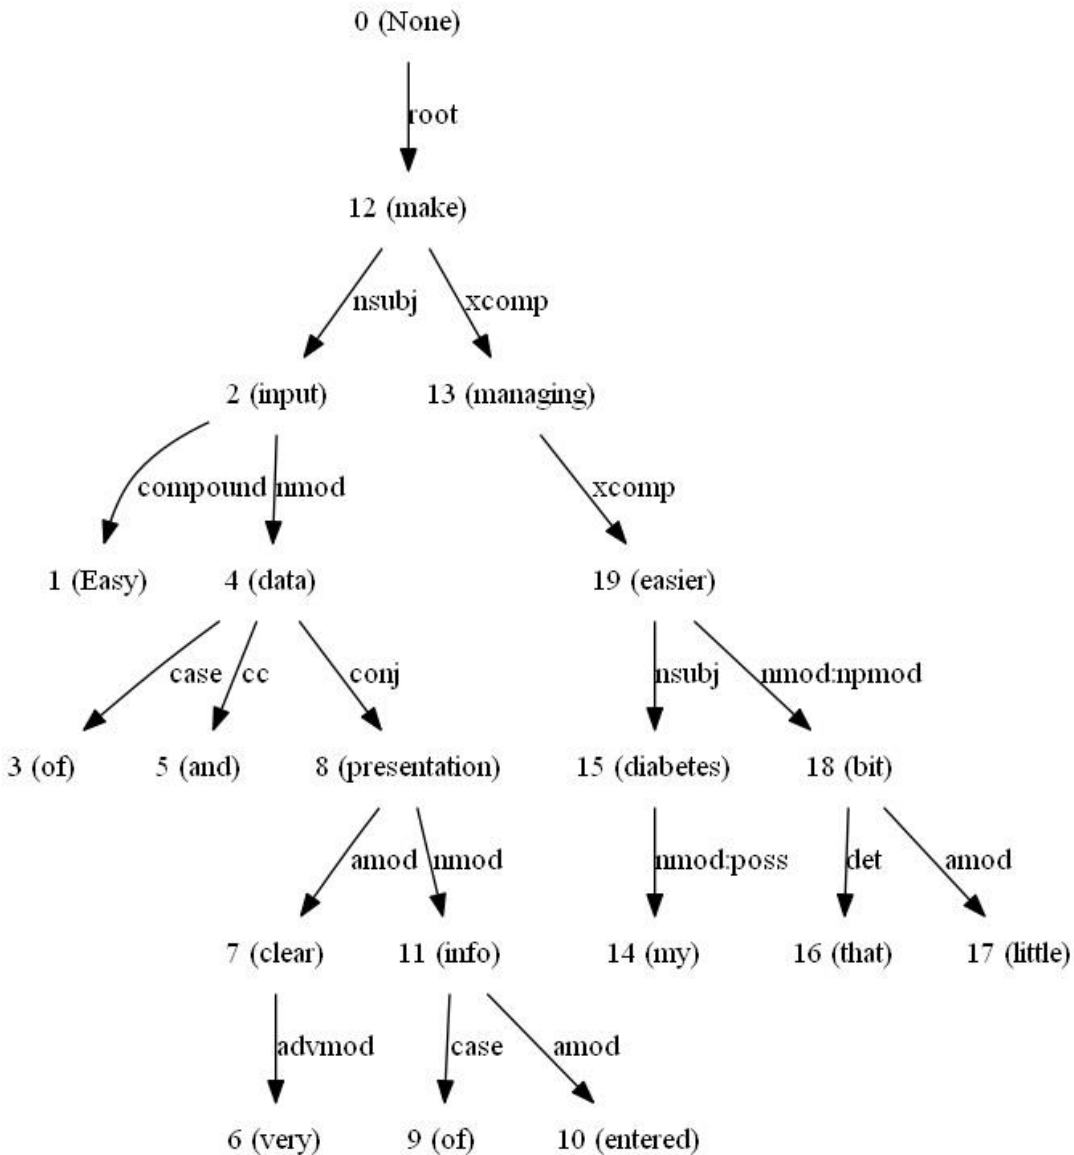 0 (None)
root
12 (make)
nsubj xcomp
2 (input) 13 (managing)
compound nmod xcomp
1 (Easy) 4 (data) 19 (easier)
case cc conj nsubj nmod:npmod
3 (of) 5 (and) 8 (presentation) 15 (diabetes) 18 (bit)
amod nmod nmod:poss det amod
7 (clear) 11 (info) 14 (my) 16 (that) 17 (little)
advmod case amod
6 (very) 9 (of) 10 (entered)